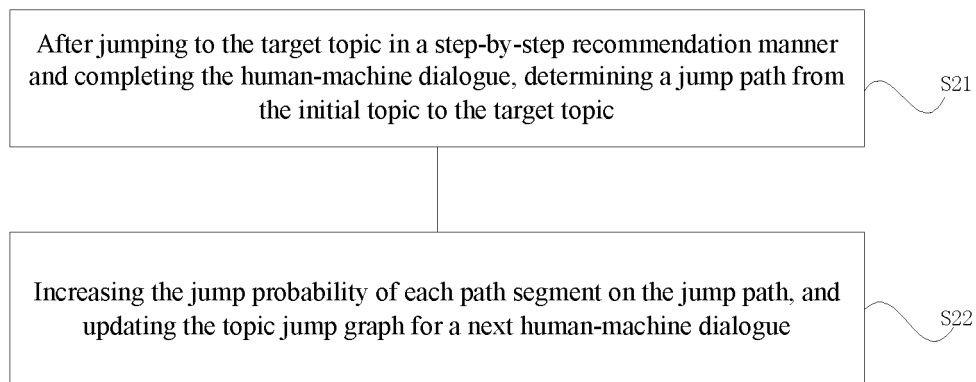 After jumping to the target topic in a step-by-step recommendation manner
and completing the human-machine dialogue, determining a jump path from
the initial topic to the target topic
S21
Increasing the jump probability of each path segment on the jump path, and
updating the topic jump graph for a next human-machine dialogue
S22